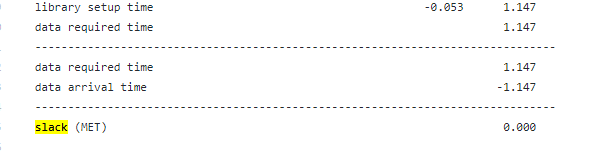 library setup time -0.053 1.147
data required time 1.147
--------------------------------------------------------------------------------
data required time 1.147
data arrival time -1.147
--------------------------------------------------------------------------------
slack (MET) 0.000